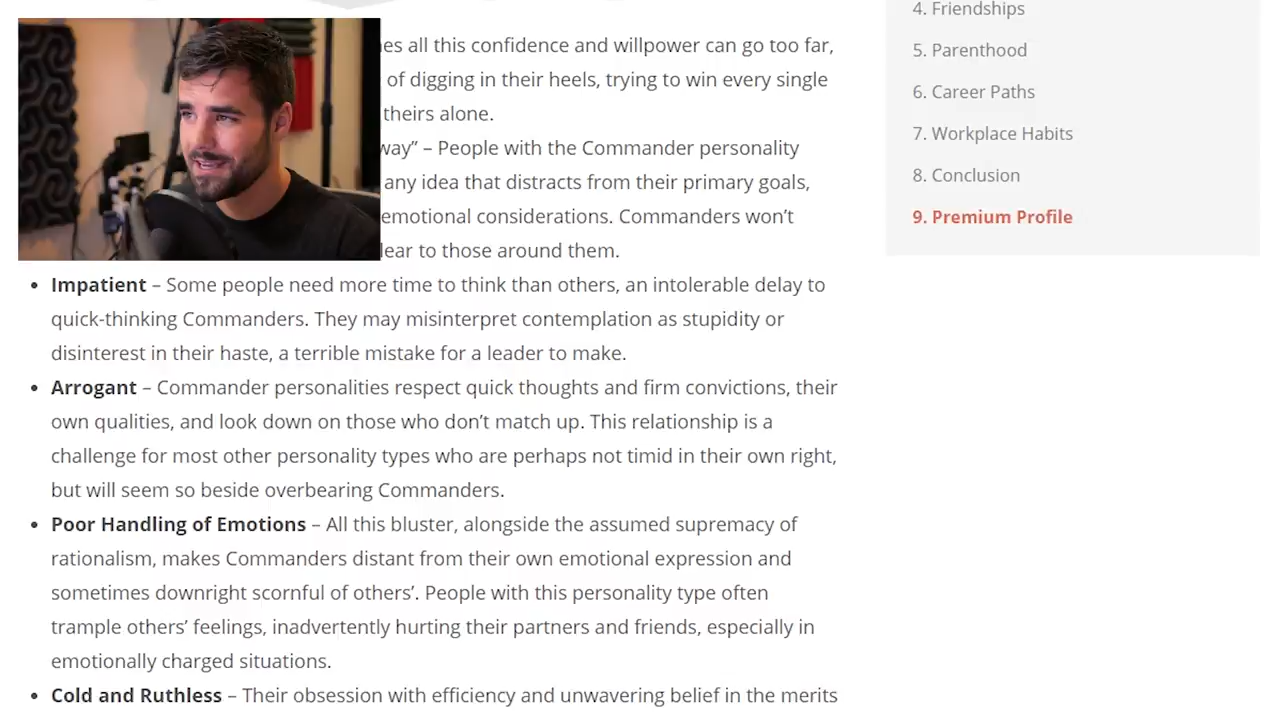 es all this confidence and willpower can go too far,
of digging in their heels, trying to win every single
theirs alone.
way” – People with the Commander personality
any idea that distracts from their primary goals,
emotional considerations. Commanders won’t
lear to those around them.
• Impatient – Some people need more time to think than others, an intolerable delay to
quick-thinking Commanders. They may misinterpret contemplation as stupidity or
disinterest in their haste, a terrible mistake for a leader to make.
• Arrogant – Commander personalities respect quick thoughts and firm convictions, their
own qualities, and look down on those who don’t match up. This relationship is a
challenge for most other personality types who are perhaps not timid in their own right,
but will seem so beside overbearing Commanders.
• Poor Handling of Emotions – All this bluster, alongside the assumed supremacy of
rationalism, makes Commanders distant from their own emotional expression and
sometimes downright scornful of others’. People with this personality type often
trample others’ feelings, inadvertently hurting their partners and friends, especially in
emotionally charged situations.
• Cold and Ruthless – Their obsession with efficiency and unwavering belief in the merits
4. Friendships
5. Parenthood
6. Career Paths
7. Workplace Habits
8. Conclusion
9. Premium Profile